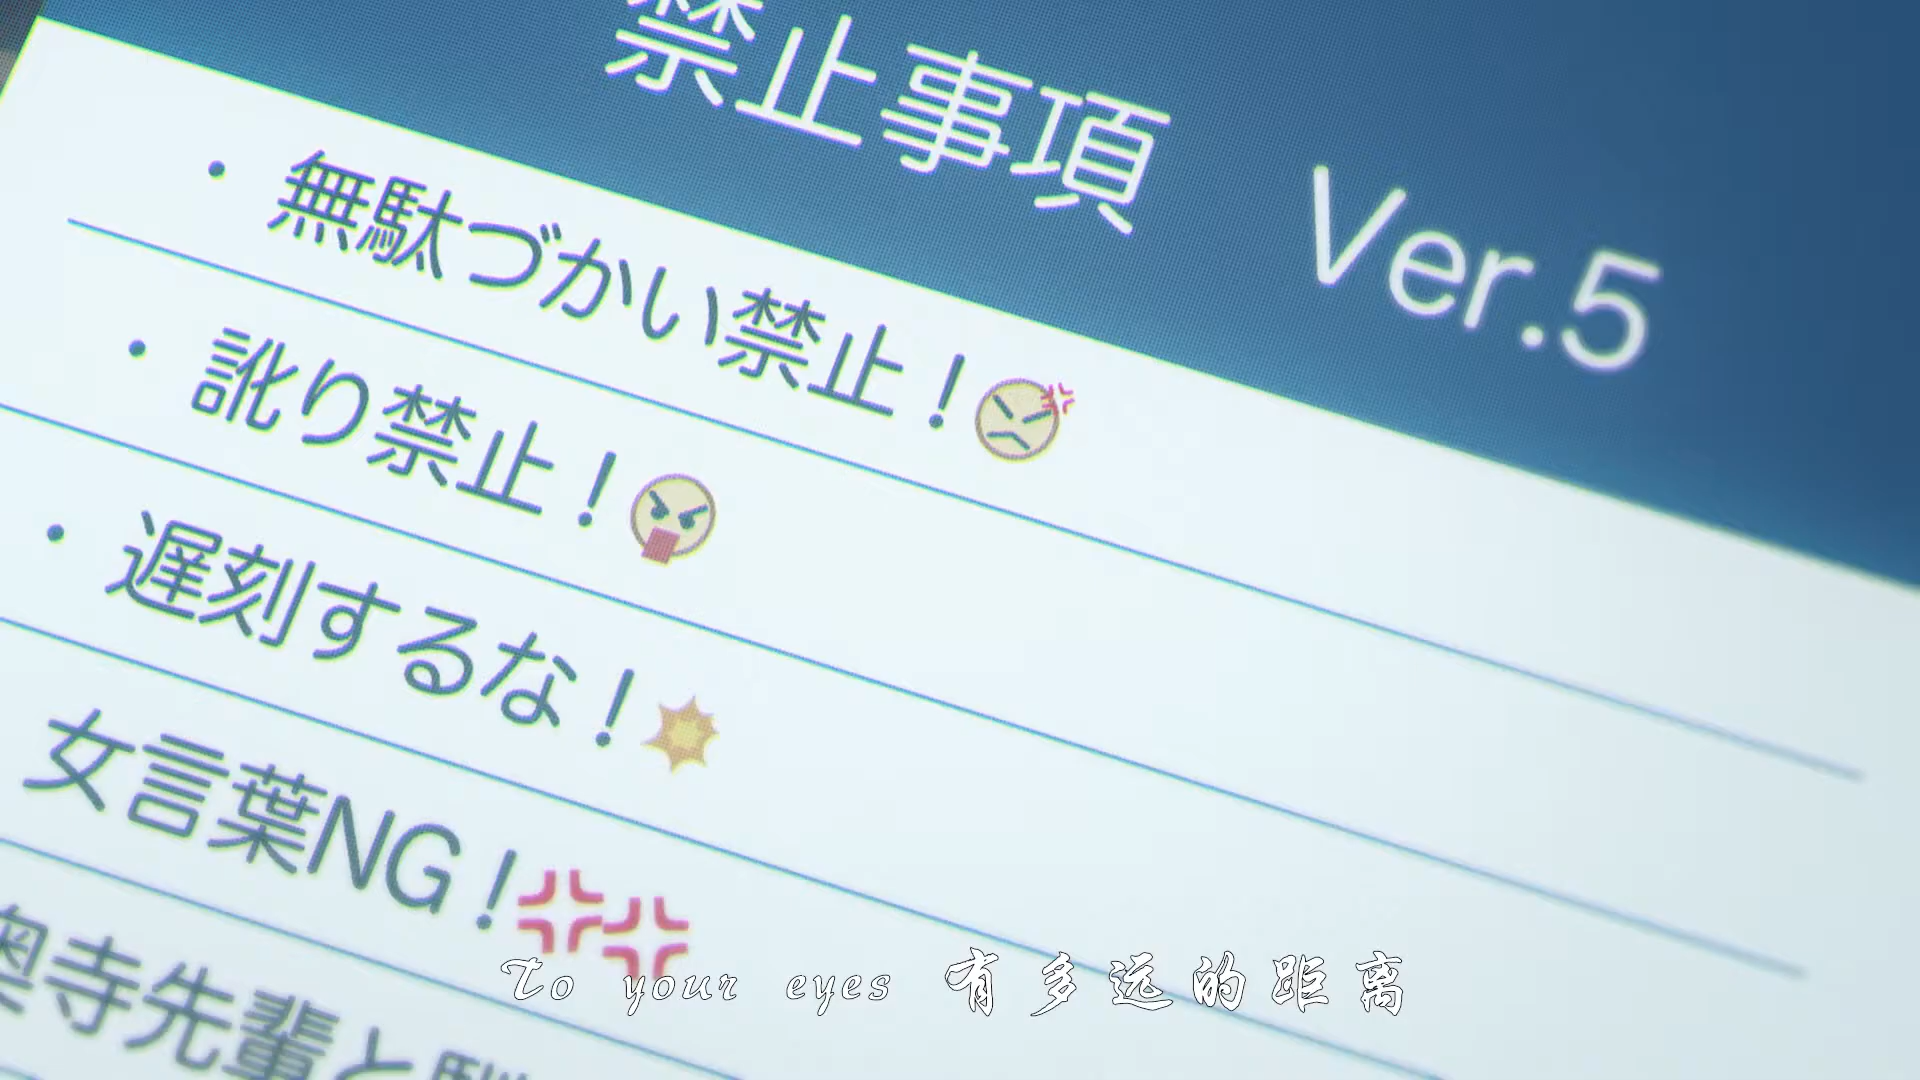 禁止事項 Ver.5
・無駄づかい禁止！
・訛り禁止！
・遅刻するな！
女言葉NG！
奥寺先輩と馴
To your eyes 有多远的距离